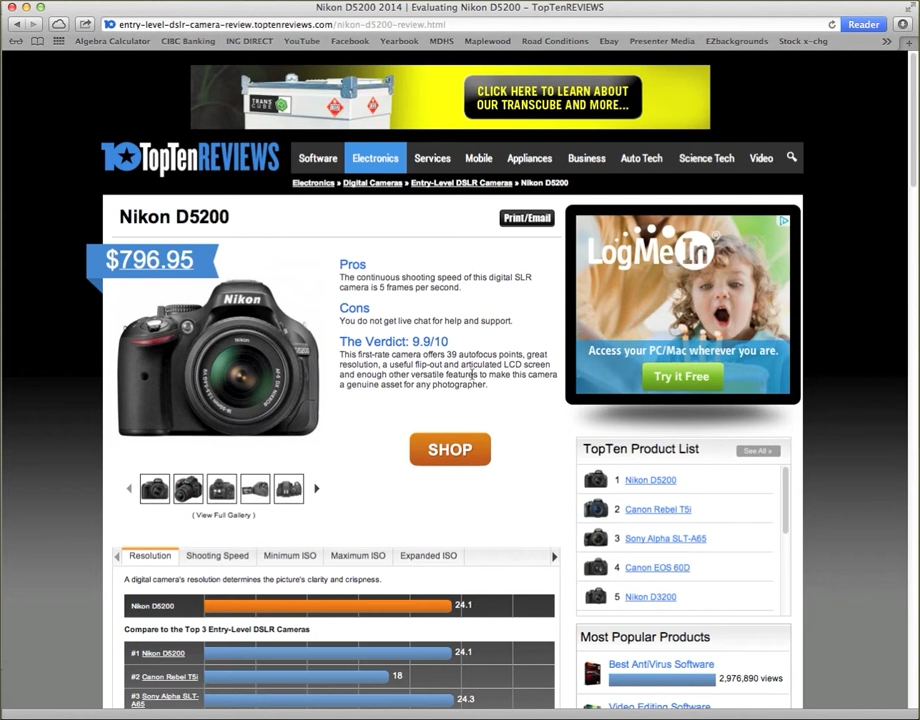 Nikon D5200 2014 | Evaluating Nikon D5200 - TopTenREVIEWS
entry-level-dslr-camera-review.toptenreviews.com/nikon-d5200-review.html
Reader
Algebra Calculator CIBC Banking ING DIRECT YouTube Facebook Yearbook MDHS Maplewood Road Conditions Ebay Presenter Media EZbackgrounds Stock x-chg
TRANS CUBE
CLICK HERE TO LEARN ABOUT
OUR TRANSCUBE AND MORE...
10 TopTenREVIEWS
Software Electronics Services Mobile Appliances Business Auto Tech Science Tech Video
Electronics » Digital Cameras » Entry-Level DSLR Cameras » Nikon D5200
Nikon D5200
Print/Email
$796.95
Nikon
Pros
The continuous shooting speed of this digital SLR
camera is 5 frames per second.
Cons
You do not get live chat for help and support.
The Verdict: 9.9/10
This first-rate camera offers 39 autofocus points, great
resolution, a useful flip-out and articulated LCD screen
and enough other versatile features to make this camera
a genuine asset for any photographer.
SHOP
( View Full Gallery )
LogMeIn
Access your PC/Mac wherever you are.
Try it Free
TopTen Product List
See All »
1 Nikon D5200
2 Canon Rebel T5i
3 Sony Alpha SLT-A65
4 Canon EOS 60D
5 Nikon D3200
Resolution Shooting Speed Minimum ISO Maximum ISO Expanded ISO
A digital camera's resolution determines the picture's clarity and crispness.
Nikon D5200 24.1
Compare to the Top 3 Entry-Level DSLR Cameras
#1 Nikon D5200 24.1
#2 Canon Rebel T5i 18
#3 Sony Alpha SLT-
A65 24.3
Most Popular Products
Best AntiVirus Software
2,976,890 views
Video Editing Software